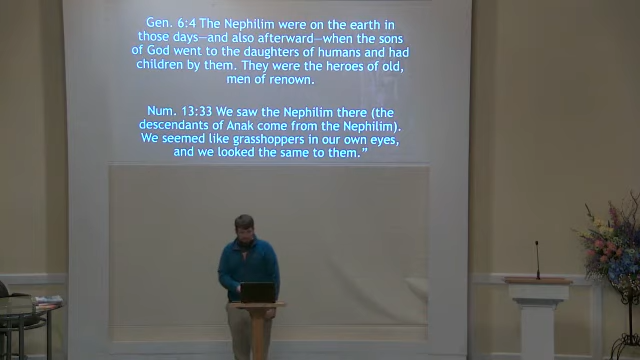 Gen. 6:4 The Nephilim were on the earth in
those days—and also afterward—when the sons
of God went to the daughters of humans and had
children by them. They were the heroes of old,
men of renown.
Num. 13:33 We saw the Nephilim there (the
descendants of Anak come from the Nephilim).
We seemed like grasshoppers in our own eyes,
and we looked the same to them.”